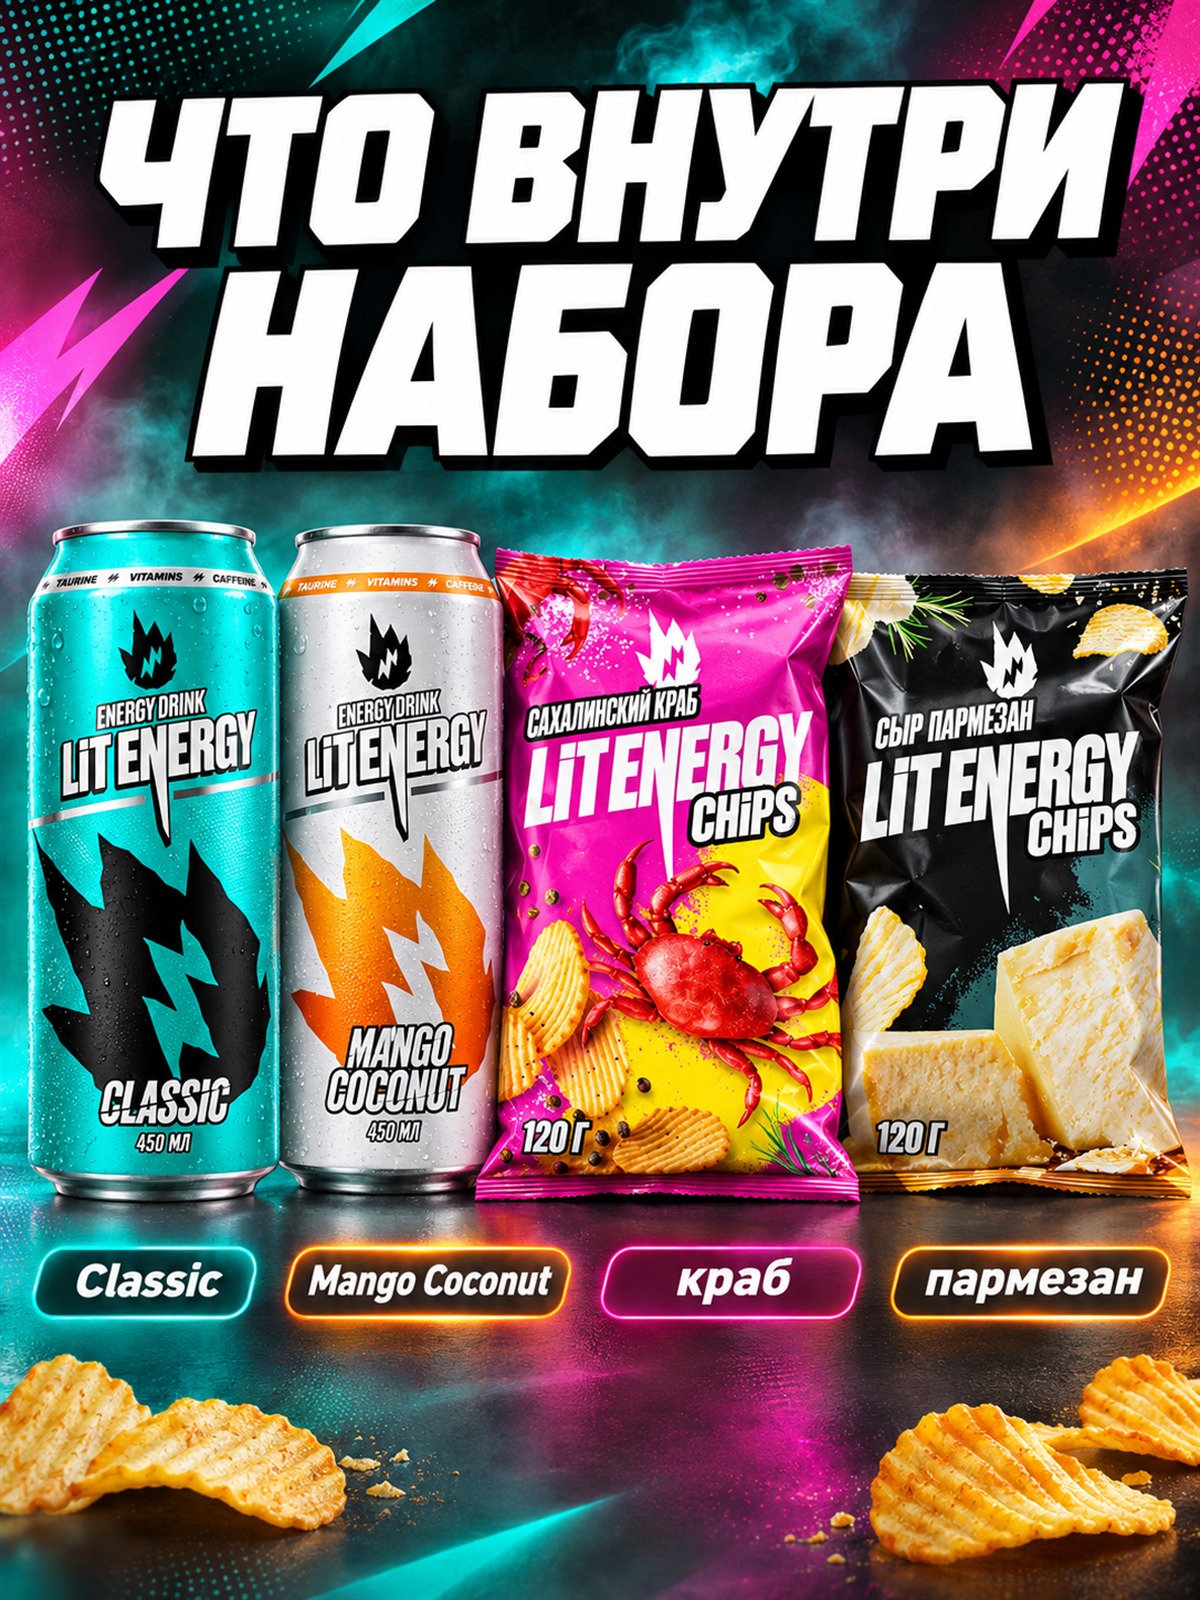 ЧТО ВНУТРИ
НАБОРА
TAURINE VITAMINS CAFFEINE
ENERGY DRINK
LIT ENERGY
CLASSIC
450 МЛ
TAURINE VITAMINS CAFFEINE
ENERGY DRINK
LIT ENERGY
MANGO
COCONUT
450 МЛ
САХАЛИНСКИЙ КРАБ
LIT ENERGY
CHIPS
120 Г
СЫР ПАРМЕЗАН
LIT ENERGY
CHIPS
120 Г
Classic
Mango Coconut
краб
пармезан